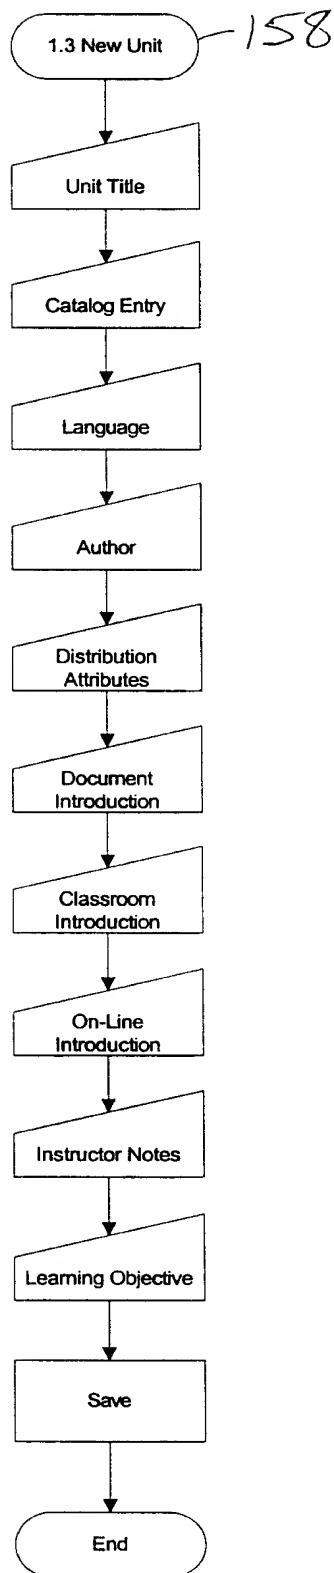 1.3 New Unit
158
Unit Title
Catalog Entry
Language
Author
Distribution
Attributes
Document
Introduction
Classroom
Introduction
On-Line
Introduction
Instructor Notes
Learning Objective
Save
End